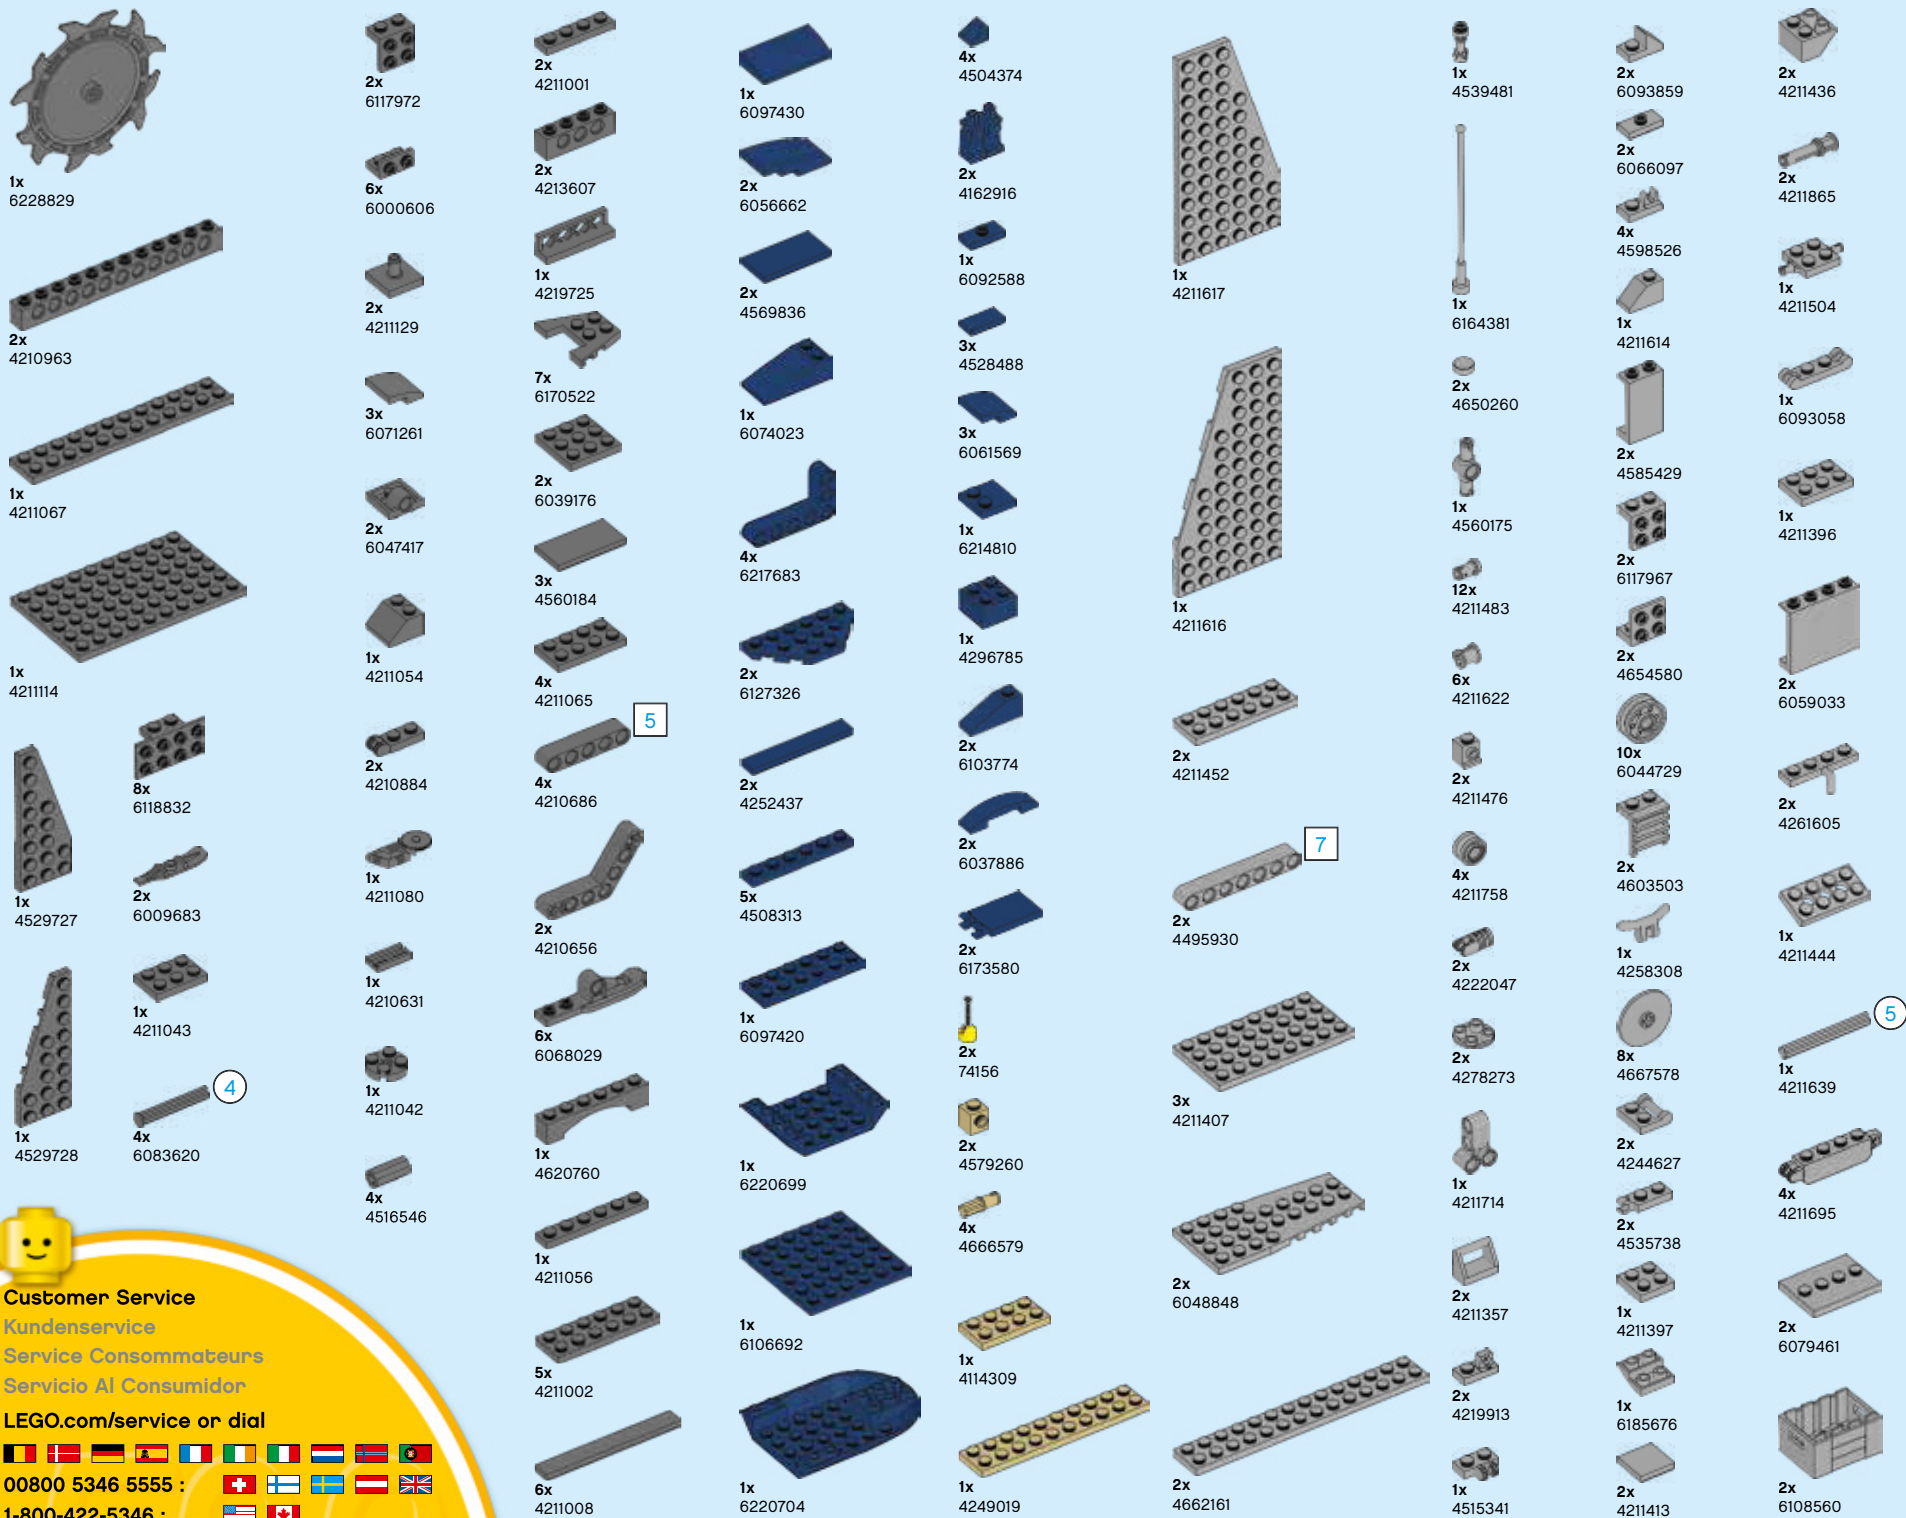 1x
6228829
2x
4210963
1x
4211067
1x
4211114
1x
4529727
1x
4529728
8x
6118832
2x
6009683
1x
4211043
4
4x
6083620
2x
6117972
6x
6000606
2x
4211129
3x
6071261
2x
6047417
1x
4211054
2x
4210884
1x
4211080
1x
4210631
1x
4211042
4x
4516546
2x
4211001
2x
4213607
1x
4219725
7x
6170522
2x
6039176
3x
4560184
4x
4211065
5
4x
4210686
2x
4210656
6x
6068029
1x
4620760
1x
4211056
5x
4211002
6x
4211008
1x
6097430
2x
6056662
2x
4569836
1x
6074023
4x
6217683
2x
6127326
2x
4252437
5x
4508313
1x
6097420
1x
6220699
1x
6106692
1x
6220704
4x
4504374
2x
4162916
1x
6092588
3x
4528488
3x
6061569
1x
6214810
1x
4296785
2x
6103774
2x
6037886
2x
6173580
2x
74156
2x
4579260
4x
4666579
1x
4114309
1x
4249019
1x
4211617
1x
4211616
2x
4211452
7
2x
4495930
3x
4211407
2x
6048848
2x
4662161
1x
4539481
1x
6164381
2x
4650260
1x
4560175
12x
4211483
6x
4211622
2x
4211476
4x
4211758
2x
4222047
2x
4278273
1x
4211714
2x
4211357
2x
4219913
1x
4515341
2x
6093859
2x
6066097
4x
4598526
1x
4211614
2x
4585429
2x
6117967
2x
4654580
10x
6044729
2x
4603503
1x
4258308
8x
4667578
2x
4244627
2x
4535738
1x
4211397
1x
6185676
2x
4211413
2x
4211436
2x
4211865
1x
4211504
1x
6093058
1x
4211396
2x
6059033
2x
4261605
1x
4211444
5
1x
4211639
4x
4211695
2x
6079461
2x
6108560
Customer Service
Kundenservice
Service Consommateurs
Servicio Al Consumidor
LEGO.com/service or dial
00800 5346 5555 :
1-800-422-5346 :